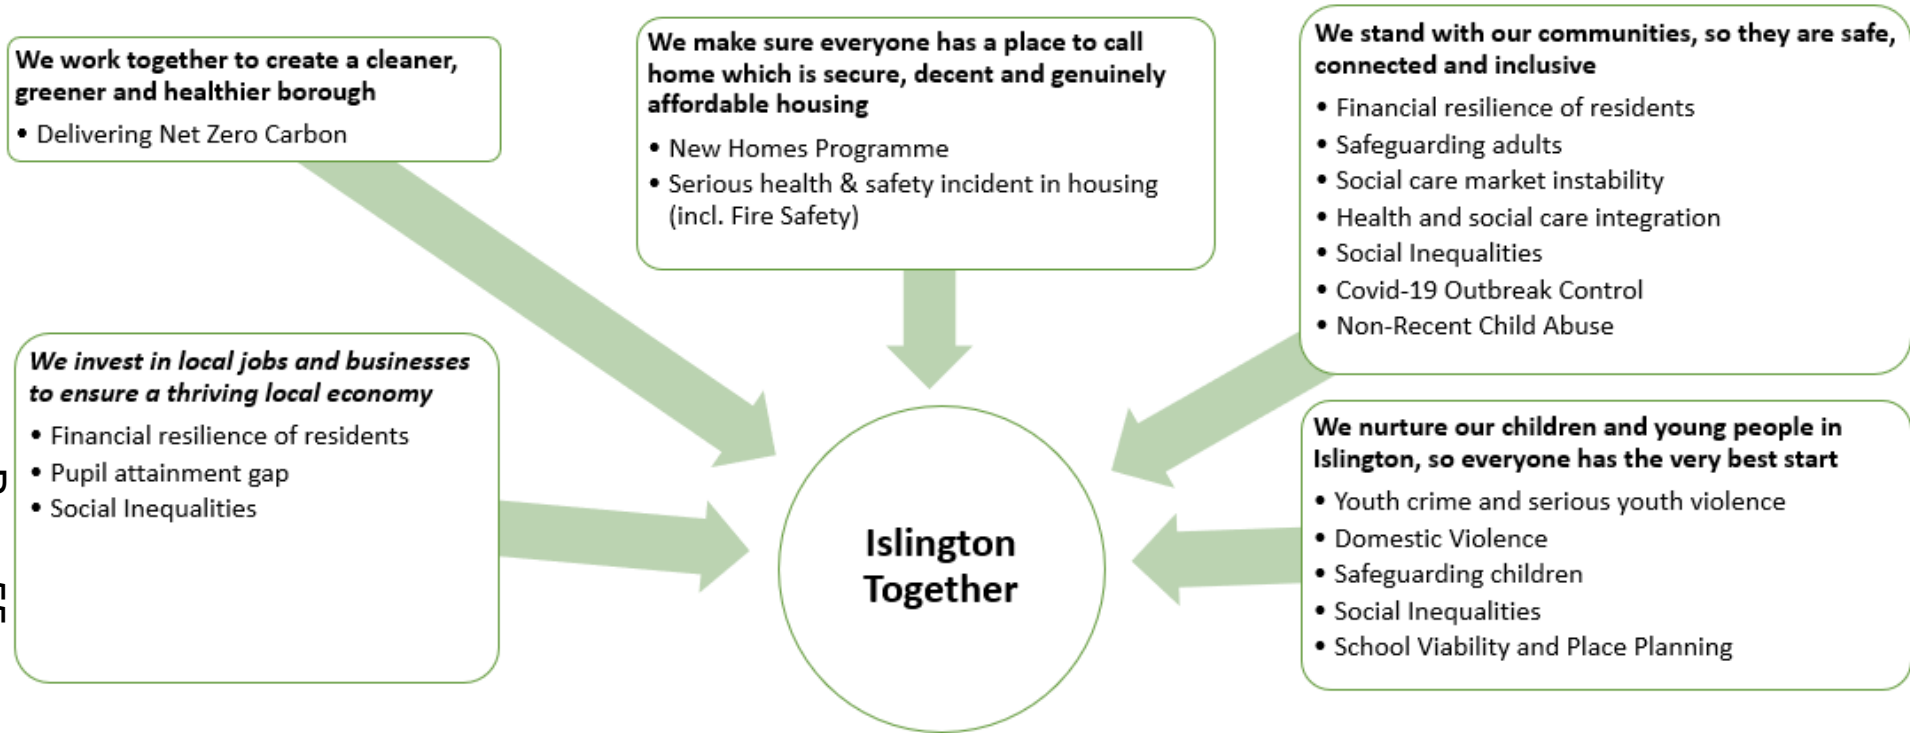 We work together to create a cleaner,
greener and healthier borough
• Delivering Net Zero Carbon
We make sure everyone has a place to call
home which is secure, decent and genuinely
affordable housing
• New Homes Programme
• Serious health & safety incident in housing
(incl. Fire Safety)
We stand with our communities, so they are safe,
connected and inclusive
• Financial resilience of residents
• Safeguarding adults
• Social care market instability
• Health and social care integration
• Social Inequalities
• Covid-19 Outbreak Control
• Non-Recent Child Abuse
We invest in local jobs and businesses
to ensure a thriving local economy
• Financial resilience of residents
• Pupil attainment gap
• Social Inequalities
Islington
Together
We nurture our children and young people in
Islington, so everyone has the very best start
• Youth crime and serious youth violence
• Domestic Violence
• Safeguarding children
• Social Inequalities
• School Viability and Place Planning